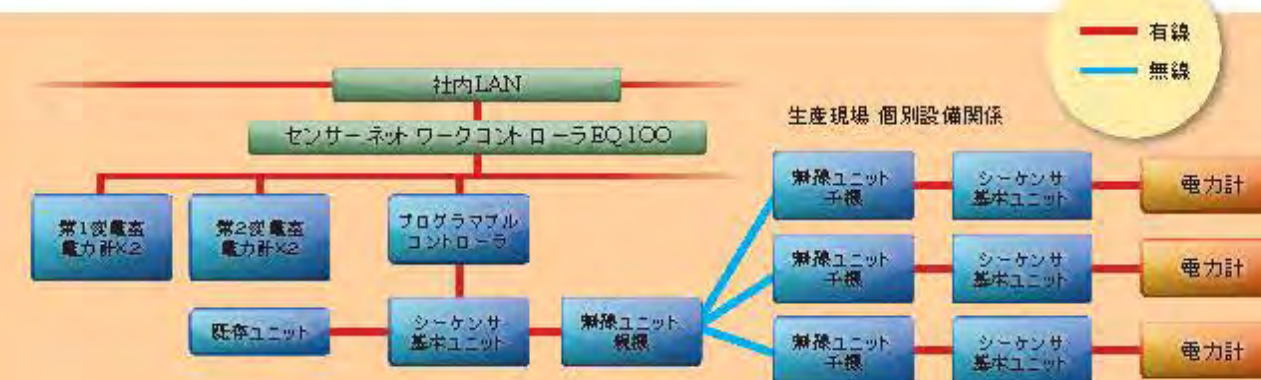 有線
無線
社内LAN
センサーネットワークコントローラEQ100
生産現場 個別設備関係
第1変電室
電力計×2
第2変電室
電力計×2
プログラマブル
コントローラ
既存ユニット
シーケンサ
基本ユニット
無線ユニット
親機
無線ユニット
子機
シーケンサ
基本ユニット
電力計
無線ユニット
子機
シーケンサ
基本ユニット
電力計
無線ユニット
子機
シーケンサ
基本ユニット
電力計